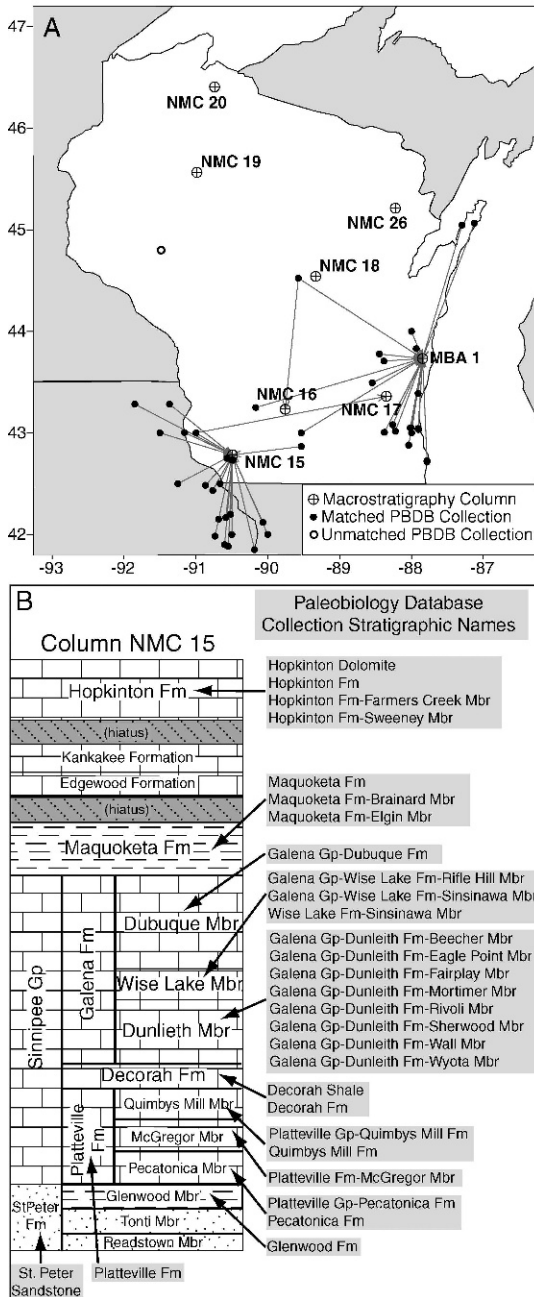 A
47
46
45
44
43
42
-93
-92
-91
-90
-89
-88
-87
NMC 20
NMC 19
NMC 26
NMC 18
MBA 1
NMC 16
NMC 17
NMC 15
Macrostratigraphy Column
Matched PBDB Collection
Unmatched PBDB Collection
B
Paleobiology Database
Collection Stratigraphic Names
Column NMC 15
Hopkinton Fm
Hopkinton Dolomite
Hopkinton Fm
Hopkinton Fm-Farmers Creek Mbr
Hopkinton Fm-Sweeney Mbr
(hiatus)
Kankakee Formation
Edgewood Formation
(hiatus)
Maquoketa Fm
Maquoketa Fm
Maquoketa Fm-Brainard Mbr
Maquoketa Fm-Elgin Mbr
Sinnipee Gp
Galena Fm
Dubuque Mbr
Galena Gp-Dubuque Fm
Wise Lake Mbr
Galena Gp-Wise Lake Fm-Rifle Hill Mbr
Galena Gp-Wise Lake Fm-Sinsinawa Mbr
Wise Lake Fm-Sinsinawa Mbr
Dunlieth Mbr
Galena Gp-Dunleith Fm-Beecher Mbr
Galena Gp-Dunleith Fm-Eagle Point Mbr
Galena Gp-Dunleith Fm-Fairplay Mbr
Galena Gp-Dunleith Fm-Mortimer Mbr
Galena Gp-Dunleith Fm-Rivoli Mbr
Galena Gp-Dunleith Fm-Sherwood Mbr
Galena Gp-Dunleith Fm-Wall Mbr
Galena Gp-Dunleith Fm-Wyota Mbr
Decorah Fm
Decorah Shale
Decorah Fm
Platteville
Fm
Quimbys Mill Mbr
Platteville Gp-Quimbys Mill Fm
Quimbys Mill Fm
McGregor Mbr
Platteville Fm-McGregor Mbr
Pecatonica Mbr
Platteville Gp-Pecatonica Fm
Pecatonica Fm
StPeter
Fm
Glenwood Mbr
Glenwood Fm
Tonti Mbr
Readstown Mbr
St. Peter
Sandstone
Platteville Fm